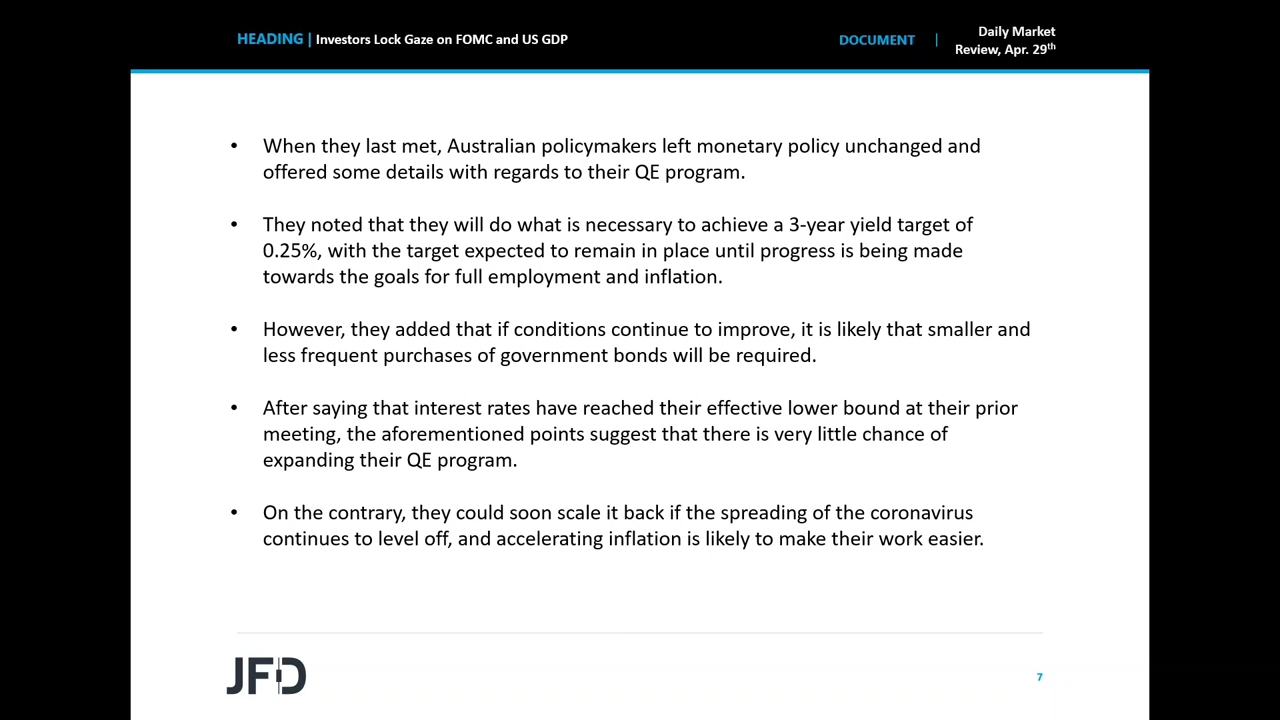 HEADING | Investors Lock Gaze on FOMC and US GDP
DOCUMENT | Daily Market
Review, Apr. 29th
• When they last met, Australian policymakers left monetary policy unchanged and
offered some details with regards to their QE program.
• They noted that they will do what is necessary to achieve a 3-year yield target of
0.25%, with the target expected to remain in place until progress is being made
towards the goals for full employment and inflation.
• However, they added that if conditions continue to improve, it is likely that smaller and
less frequent purchases of government bonds will be required.
• After saying that interest rates have reached their effective lower bound at their prior
meeting, the aforementioned points suggest that there is very little chance of
expanding their QE program.
• On the contrary, they could soon scale it back if the spreading of the coronavirus
continues to level off, and accelerating inflation is likely to make their work easier.
JFD
7